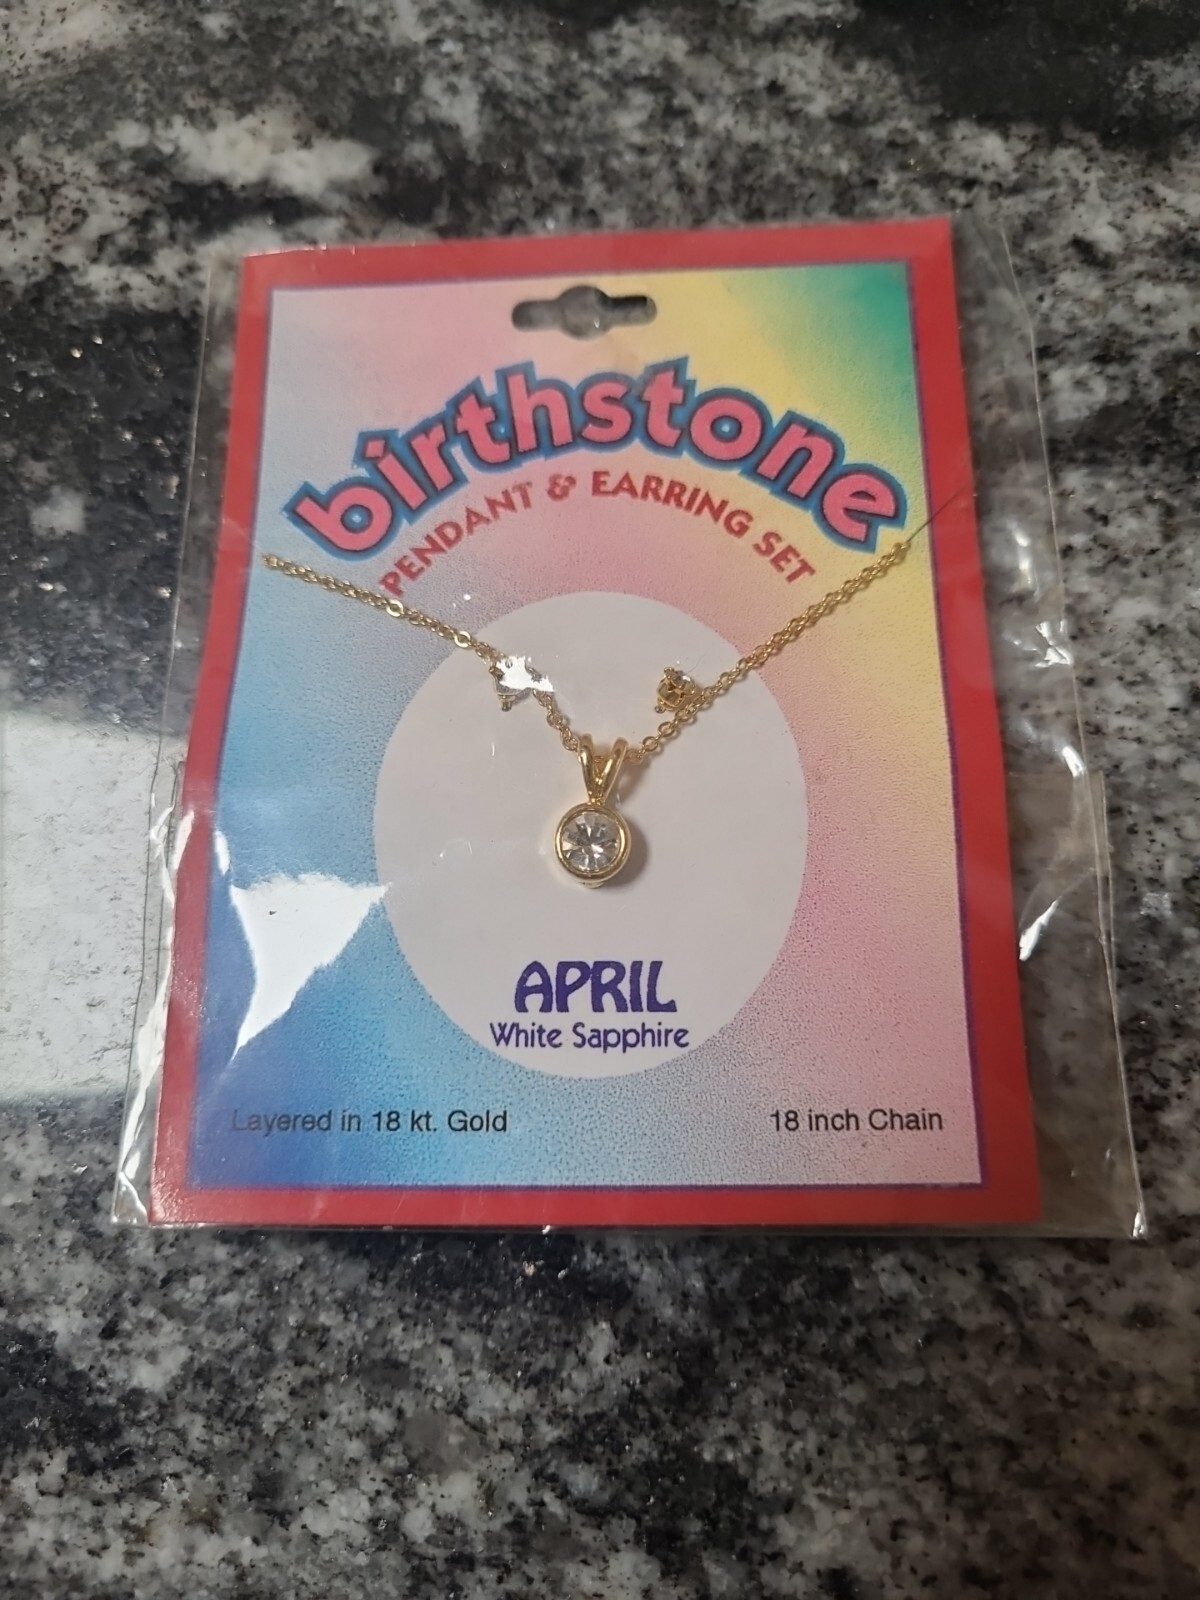 birthstone
PENDANT & EARRING SET
APRIL
White Sapphire
Layered in 18 kt. Gold
18 inch Chain